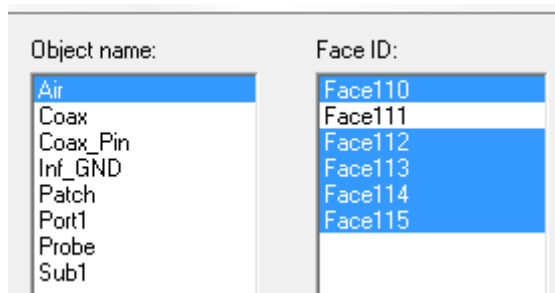 Object name:
Face ID:
Air
Coax
Coax_Pin
Inf_GND
Patch
Port1
Probe
Sub1
Face110
Face111
Face112
Face113
Face114
Face115